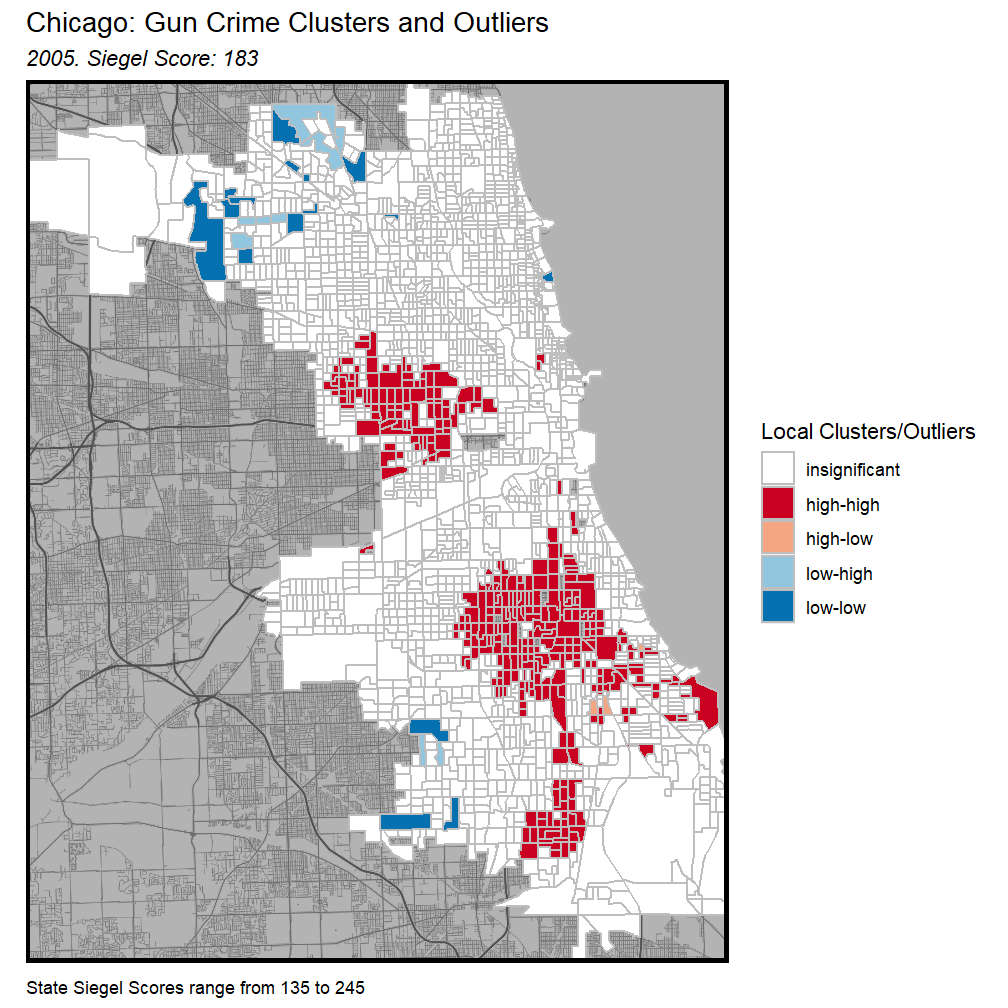 Chicago: Gun Crime Clusters and Outliers
2005. Siegel Score: 183
Local Clusters/Outliers
insignificant
high-high
high-low
low-high
low-low
State Siegel Scores range from 135 to 245